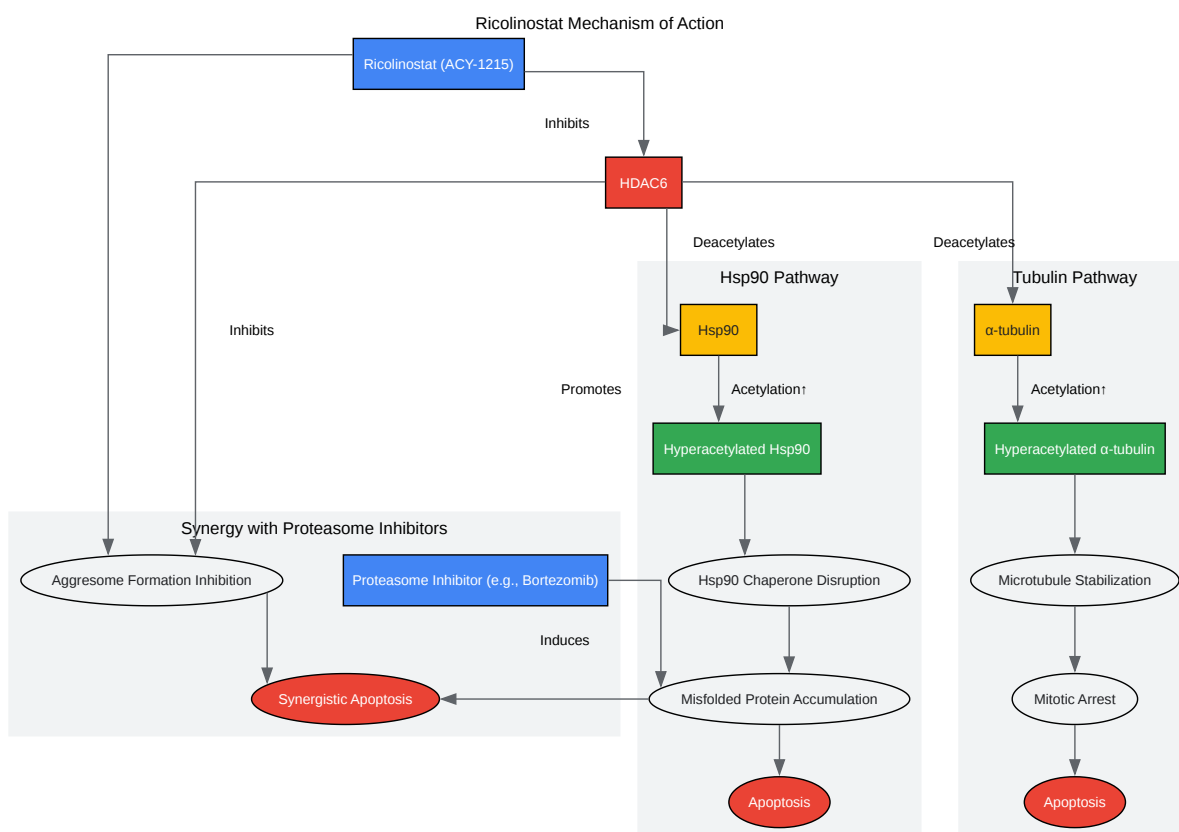 Ricolinostat Mechanism of Action
Ricolinostat (ACY-1215)
Inhibits
HDAC6
Deacetylates
Deacetylates
Hsp90 Pathway
Tubulin Pathway
Inhibits
Hsp90
α-tubulin
Promotes
Acetylation↑
Acetylation↑
Hyperacetylated Hsp90
Hyperacetylated α-tubulin
Synergy with Proteasome Inhibitors
Aggresome Formation Inhibition
Proteasome Inhibitor (e.g., Bortezomib)
Hsp90 Chaperone Disruption
Microtubule Stabilization
Induces
Synergistic Apoptosis
Misfolded Protein Accumulation
Mitotic Arrest
Apoptosis
Apoptosis